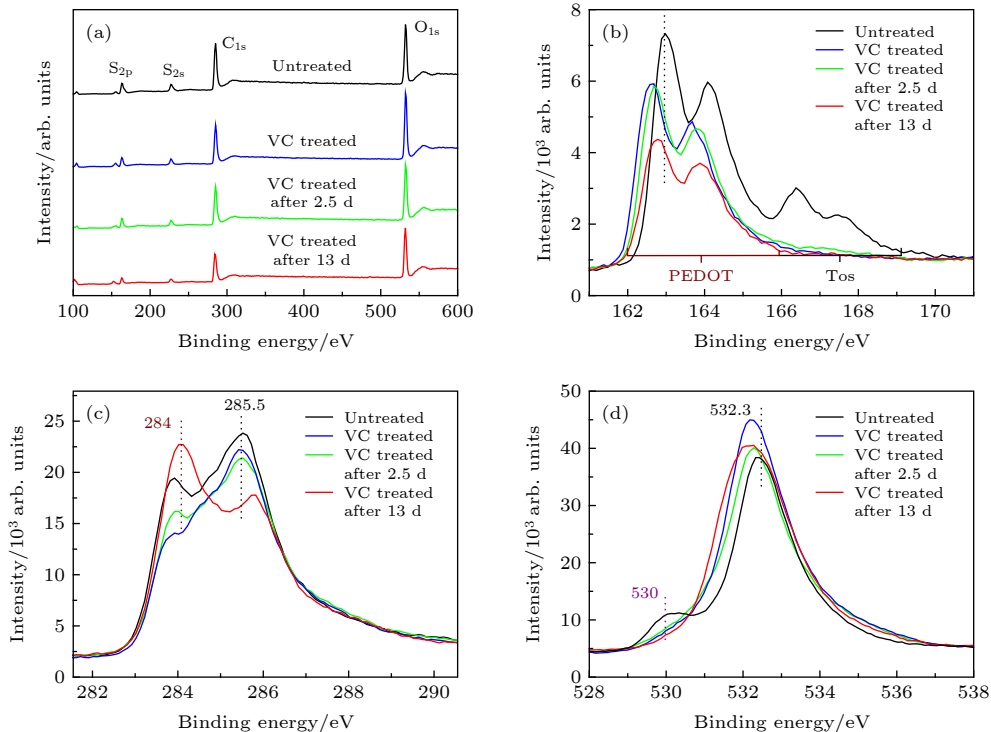 (a)
C1s
O1s
S2p
S2s
Untreated
VC treated
VC treated
after 2.5 d
VC treated
after 13 d
Intensity/arb. units
100 200 300 400 500 600
Binding energy/eV
(b)
Untreated
VC treated
VC treated
after 2.5 d
VC treated
after 13 d
8
6
4
2
0
Intensity/10³ arb. units
PEDOT
Tos
162 164 166 168 170
Binding energy/eV
(c)
284
285.5
Untreated
VC treated
VC treated
after 2.5 d
VC treated
after 13 d
25
20
15
10
5
0
Intensity/10³ arb. units
282 284 286 288 290
Binding energy/eV
(d)
532.3
530
Untreated
VC treated
VC treated
after 2.5 d
VC treated
after 13 d
50
40
30
20
10
0
Intensity/10³ arb. units
528 530 532 534 536 538
Binding energy/eV